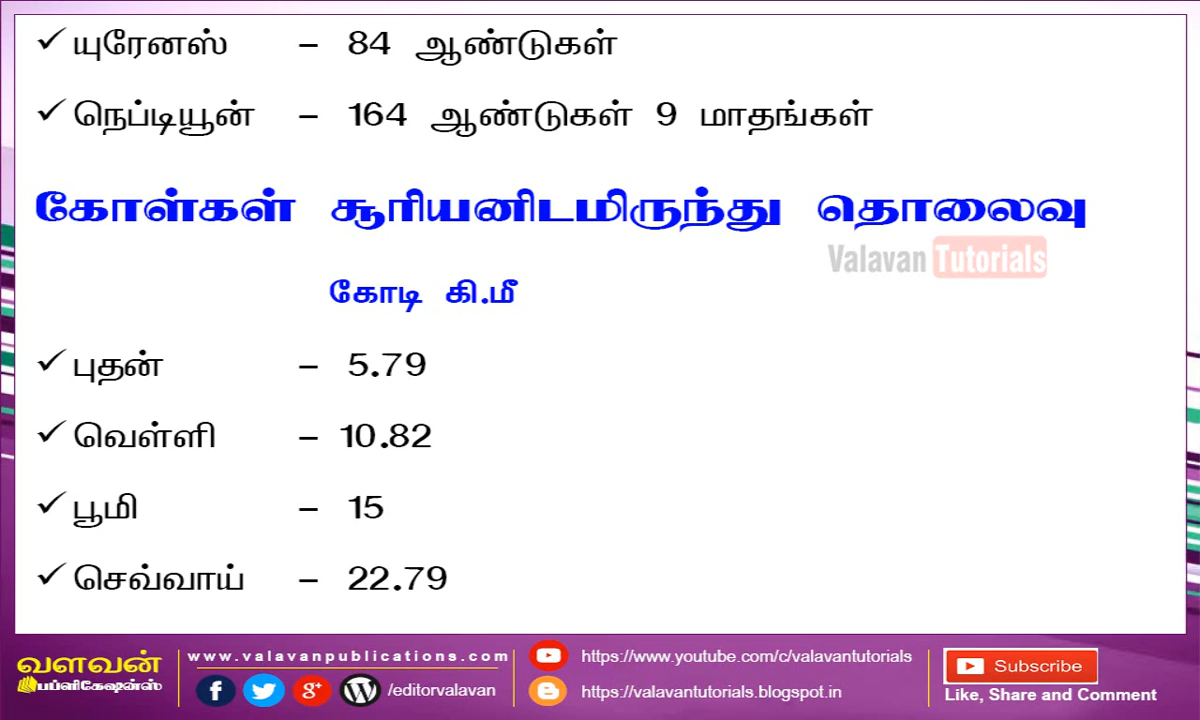 ✓ யுரேனஸ் – 84 ஆண்டுகள்
✓ நெப்டியூன் – 164 ஆண்டுகள் 9 மாதங்கள்
கோள்கள் சூரியனிடமிருந்து தொலைவு
Valavan Tutorials
கோடி கி.மீ
✓ புதன் – 5.79
✓ வெள்ளி – 10.82
✓ பூமி – 15
✓ செவ்வாய் – 22.79
வளவன்
பப்ளிகேஷன்ஸ்
www.valavanpublications.com
/editorvalavan
https://www.youtube.com/c/valavantutorials
https://valavantutorials.blogspot.in
Subscribe
Like, Share and Comment